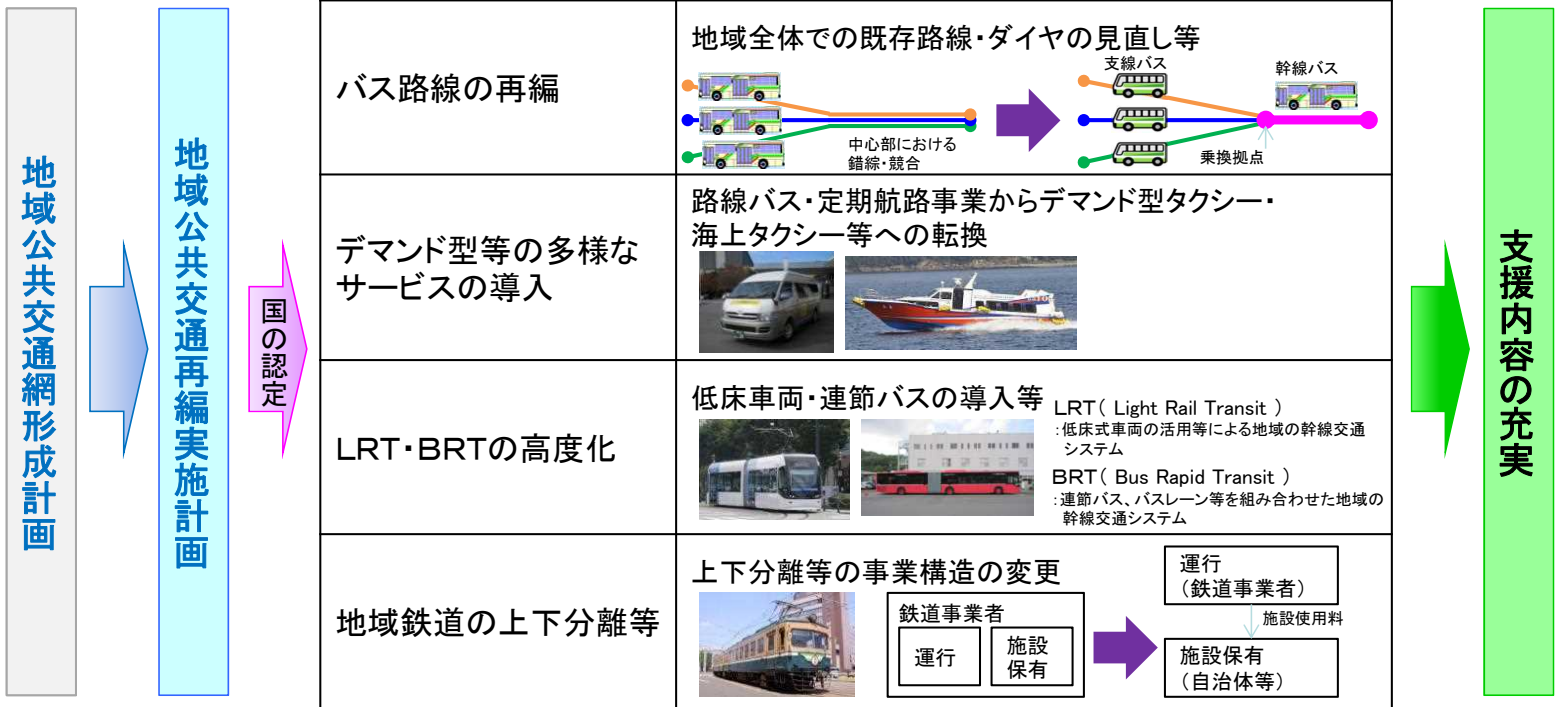 地域公共交通網形成計画
地域公共交通再編実施計画
国の認定
バス路線の再編
地域全体での既存路線・ダイヤの見直し等
中心部における
錯線・競合
支線バス
幹線バス
乗換拠点
デマンド型等の多様な
サービスの導入
路線バス・定期航路事業からデマンド型タクシー・
海上タクシー等への転換
LRT・BRTの高度化
低床車両・連節バスの導入等
LRT( Light Rail Transit )
:低床式車両の活用等による地域の幹線交通
システム
BRT( Bus Rapid Transit )
:連節バス、バスレーン等を組み合わせた地域の
幹線交通システム
地域鉄道の上下分離等
上下分離等の事業構造の変更
鉄道事業者
運行
施設
保有
運行
(鉄道事業者)
施設使用料
施設保有
(自治体等)
支援内容の充実